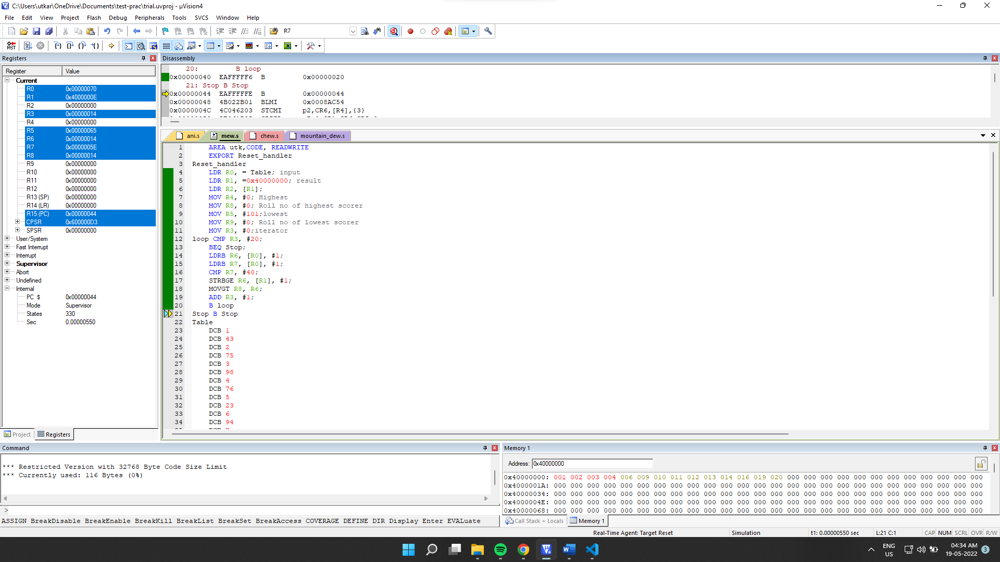 C:\Users\utkar\OneDrive\Documents\test-prac\trial.uvproj - µVision4
File Edit View Project Flash Debug Peripherals Tools SVCS Window Help
R7
Registers
Register Value
Current
R0 0x00000070
R1 0x4000000E
R2 0x00000000
R3 0x00000014
R4 0x00000000
R5 0x00000065
R6 0x00000014
R7 0x0000005E
R8 0x00000014
R9 0x00000000
R10 0x00000000
R11 0x00000000
R12 0x00000000
R13 (SP) 0x00000000
R14 (LR) 0x00000000
R15 (PC) 0x00000044
CPSR 0x600000D3
SPSR 0x00000000
User/System
Fast Interrupt
Interrupt
Supervisor
Abort
Undefined
Internal
PC $ 0x00000044
Mode Supervisor
States 330
Sec 0.00000550
Project Registers
Disassembly
20: B loop
0x00000040 EAFFFFF6 B 0x00000020
21: Stop B Stop
0x00000044 EAFFFFFE B 0x00000044
0x00000048 4B022B01 BLMI 0x0008AC54
0x0000004C 4C046203 STCMI p2,CR6,[R4],{3}
ani.s mew.s chew.s mountain_dew.s
1 AREA utk,CODE, READWRITE
2 EXPORT Reset_handler
3 Reset_handler
4 LDR R0, = Table; input
5 LDR R1, =0x40000000; result
6 LDR R2, [R1];
7 MOV R4, #0; Highest
8 MOV R8, #0; Roll no of highest scorer
9 MOV R5, #101;lowest
10 MOV R9, #0; Roll no of lowest scorer
11 MOV R3, #0;iterator
12 loop CMP R3, #20;
13 BEQ Stop;
14 LDRB R6, [R0], #1;
15 LDRB R7, [R0], #1;
16 CMP R7, #40;
17 STRBGE R6, [R1], #1;
18 MOVGT R8, R6;
19 ADD R3, #1;
20 B loop
21 Stop B Stop
22 Table
23 DCB 1
24 DCB 43
25 DCB 2
26 DCB 75
27 DCB 3
28 DCB 98
29 DCB 4
30 DCB 76
31 DCB 5
32 DCB 23
33 DCB 6
34 DCB 94
Command
*** Restricted Version with 32768 Byte Code Size Limit
*** Currently used: 116 Bytes (0%)
>
ASSIGN BreakDisable BreakEnable BreakKill BreakList BreakSet BreakAccess COVERAGE DEFINE DIR Display Enter EVALuate
Memory 1
Address: 0x40000000
0x40000000: 001 002 003 004 006 009 010 011 012 013 014 016 019 020 000 000 000 000 000 000 000 000 000 000 000 000
0x4000001A: 000 000 000 000 000 000 000 000 000 000 000 000 000 000 000 000 000 000 000 000 000 000 000 000 000 000
0x40000034: 000 000 000 000 000 000 000 000 000 000 000 000 000 000 000 000 000 000 000 000 000 000 000 000 000 000
0x4000004E: 000 000 000 000 000 000 000 000 000 000 000 000 000 000 000 000 000 000 000 000 000 000 000 000 000 000
0x40000068: 000 000 000 000 000 000 000 000 000 000 000 000 000 000 000 000 000 000 000 000 000 000 000 000 000 000
Call Stack + Locals Memory 1
Real-Time Agent: Target Reset Simulation t1: 0.00000550 sec L:21 C:1 CAP NUM SCRL OVR R/W
ENG US
04:34 AM
19-05-2022
3